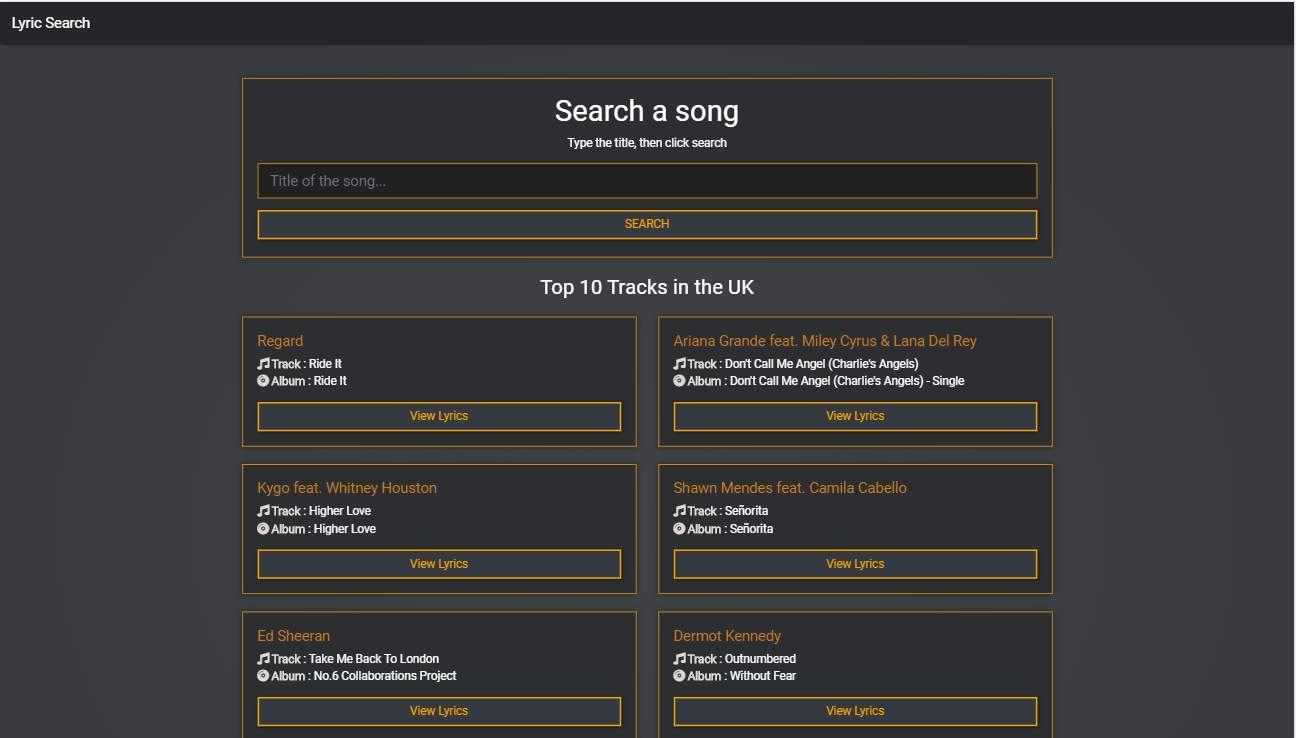 Lyric Search
Search a song
Type the title, then click search
Title of the song...
SEARCH
Top 10 Tracks in the UK
Regard
Track : Ride It
Album : Ride It
View Lyrics
Ariana Grande feat. Miley Cyrus & Lana Del Rey
Track : Don't Call Me Angel (Charlie's Angels)
Album : Don't Call Me Angel (Charlie's Angels) - Single
View Lyrics
Kygo feat. Whitney Houston
Track : Higher Love
Album : Higher Love
View Lyrics
Shawn Mendes feat. Camila Cabello
Track : Señorita
Album : Señorita
View Lyrics
Ed Sheeran
Track : Take Me Back To London
Album : No.6 Collaborations Project
View Lyrics
Dermot Kennedy
Track : Outnumbered
Album : Without Fear
View Lyrics